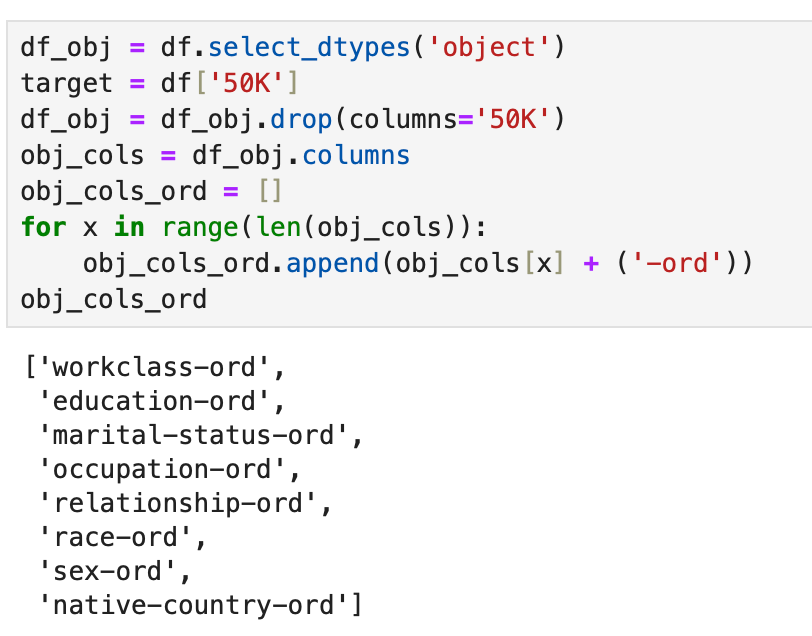 df_obj = df.select_dtypes('object')
target = df['50K']
df_obj = df_obj.drop(columns='50K')
obj_cols = df_obj.columns
obj_cols_ord = []
for x in range(len(obj_cols)):
    obj_cols_ord.append(obj_cols[x] + ('-ord'))
obj_cols_ord
['workclass-ord',
 'education-ord',
 'marital-status-ord',
 'occupation-ord',
 'relationship-ord',
 'race-ord',
 'sex-ord',
 'native-country-ord']